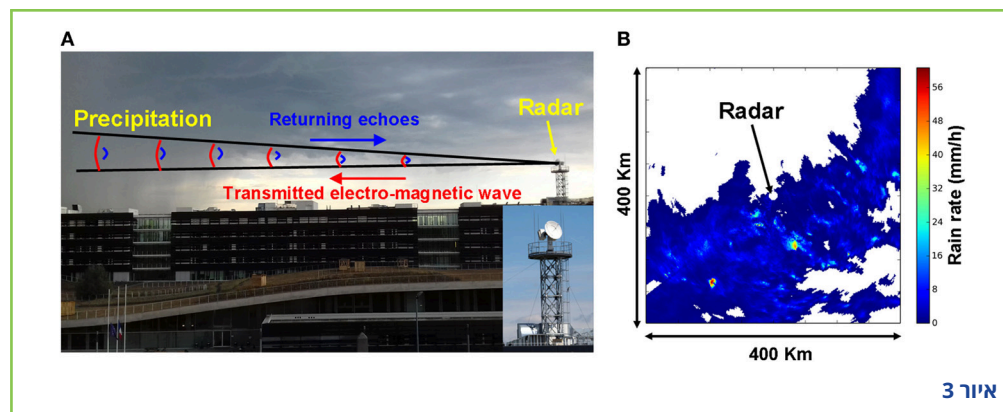 A
Precipitation
Returning echoes
Radar
Transmitted electro-magnetic wave
B
Radar
400 Km
400 Km
56
48
40
32
24
16
8
0
Rain rate (mm/h)
איור 3